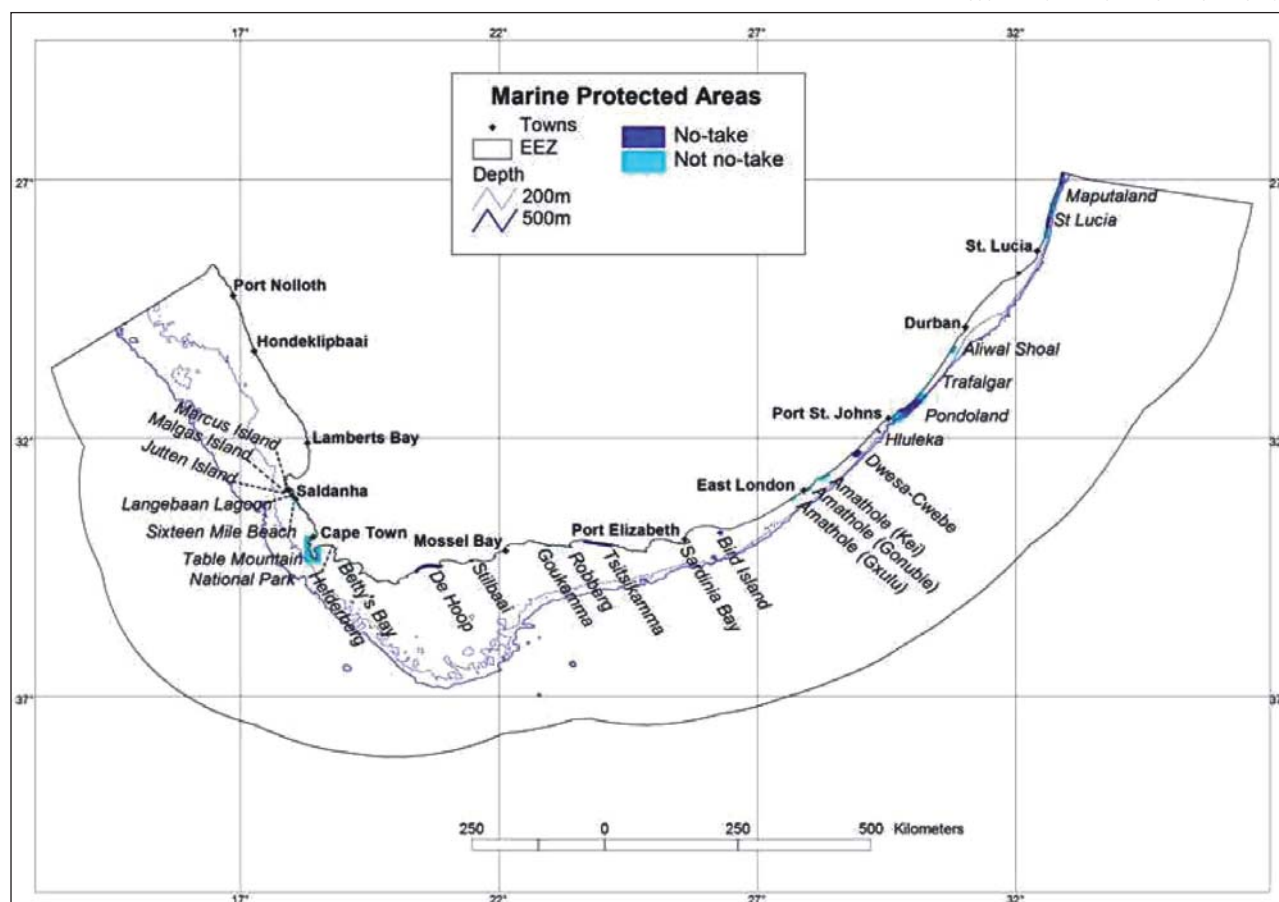 17°
22°
27°
32°
Marine Protected Areas
Towns
EEZ
Depth
200m
500m
No-take
Not no-take
27°
Maputaland
St Lucia
St. Lucia
Port Nolloth
Hondeklipbaai
Durban
Aliwal Shoal
Trafalgar
Port St. Johns
Pondoland
Hluleka
Dwesa-Cwebe
32°
Marcus Island
Malgas Island
Jutten Island
Lamberts Bay
Langebaan Lagoon
Saldanha
Sixteen Mile Beach
Cape Town
Table Mountain
National Park
Helderberg
Betty's Bay
De Hoop
Mossel Bay
Stilbaai
Goukamma
Robberg
Tsitsikamma
Port Elizabeth
Sardinia Bay
Bird Island
East London
Amathole (Kei)
Amathole (Gonubie)
Amathole (Gxulu)
37°
250
0
250
500 Kilometers
17°
22°
27°
32°